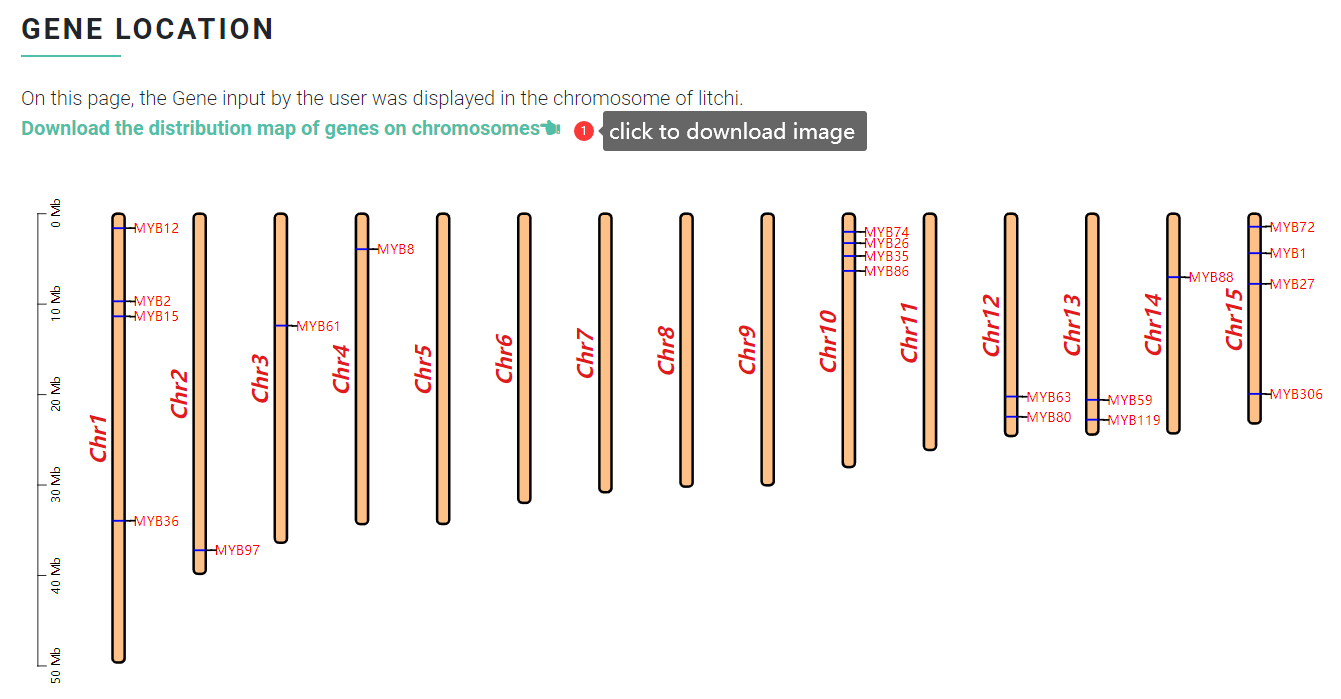 GENE LOCATION
On this page, the Gene input by the user was displayed in the chromosome of litchi.
Download the distribution map of genes on chromosomes
1
click to download image
0 Mb
10 Mb
20 Mb
30 Mb
40 Mb
50 Mb
Chr1
MYB12
MYB2
MYB15
MYB36
Chr2
MYB97
Chr3
MYB61
Chr4
MYB8
Chr5
Chr6
Chr7
Chr8
Chr9
Chr10
MYB74
MYB26
MYB35
MYB86
Chr11
Chr12
MYB63
MYB80
Chr13
MYB59
MYB119
Chr14
MYB88
Chr15
MYB72
MYB1
MYB27
MYB306